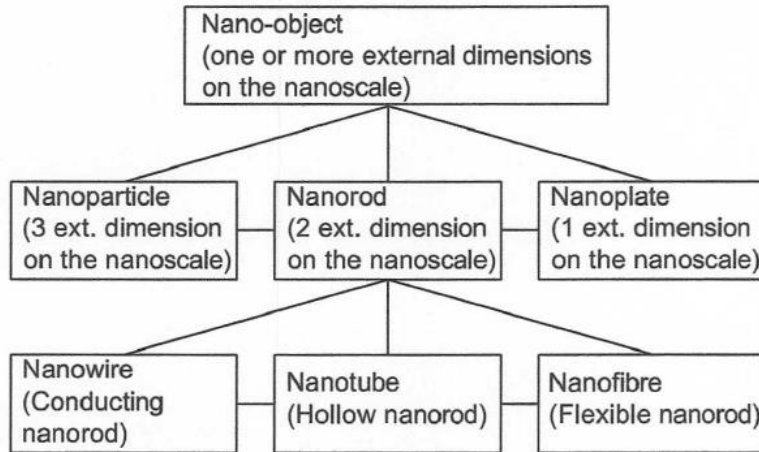 Nano-object
(one or more external dimensions
on the nanoscale)
Nanoparticle
(3 ext. dimension
on the nanoscale)
Nanorod
(2 ext. dimension
on the nanoscale)
Nanoplate
(1 ext. dimension
on the nanoscale)
Nanowire
(Conducting
nanorod)
Nanotube
(Hollow nanorod)
Nanofibre
(Flexible nanorod)